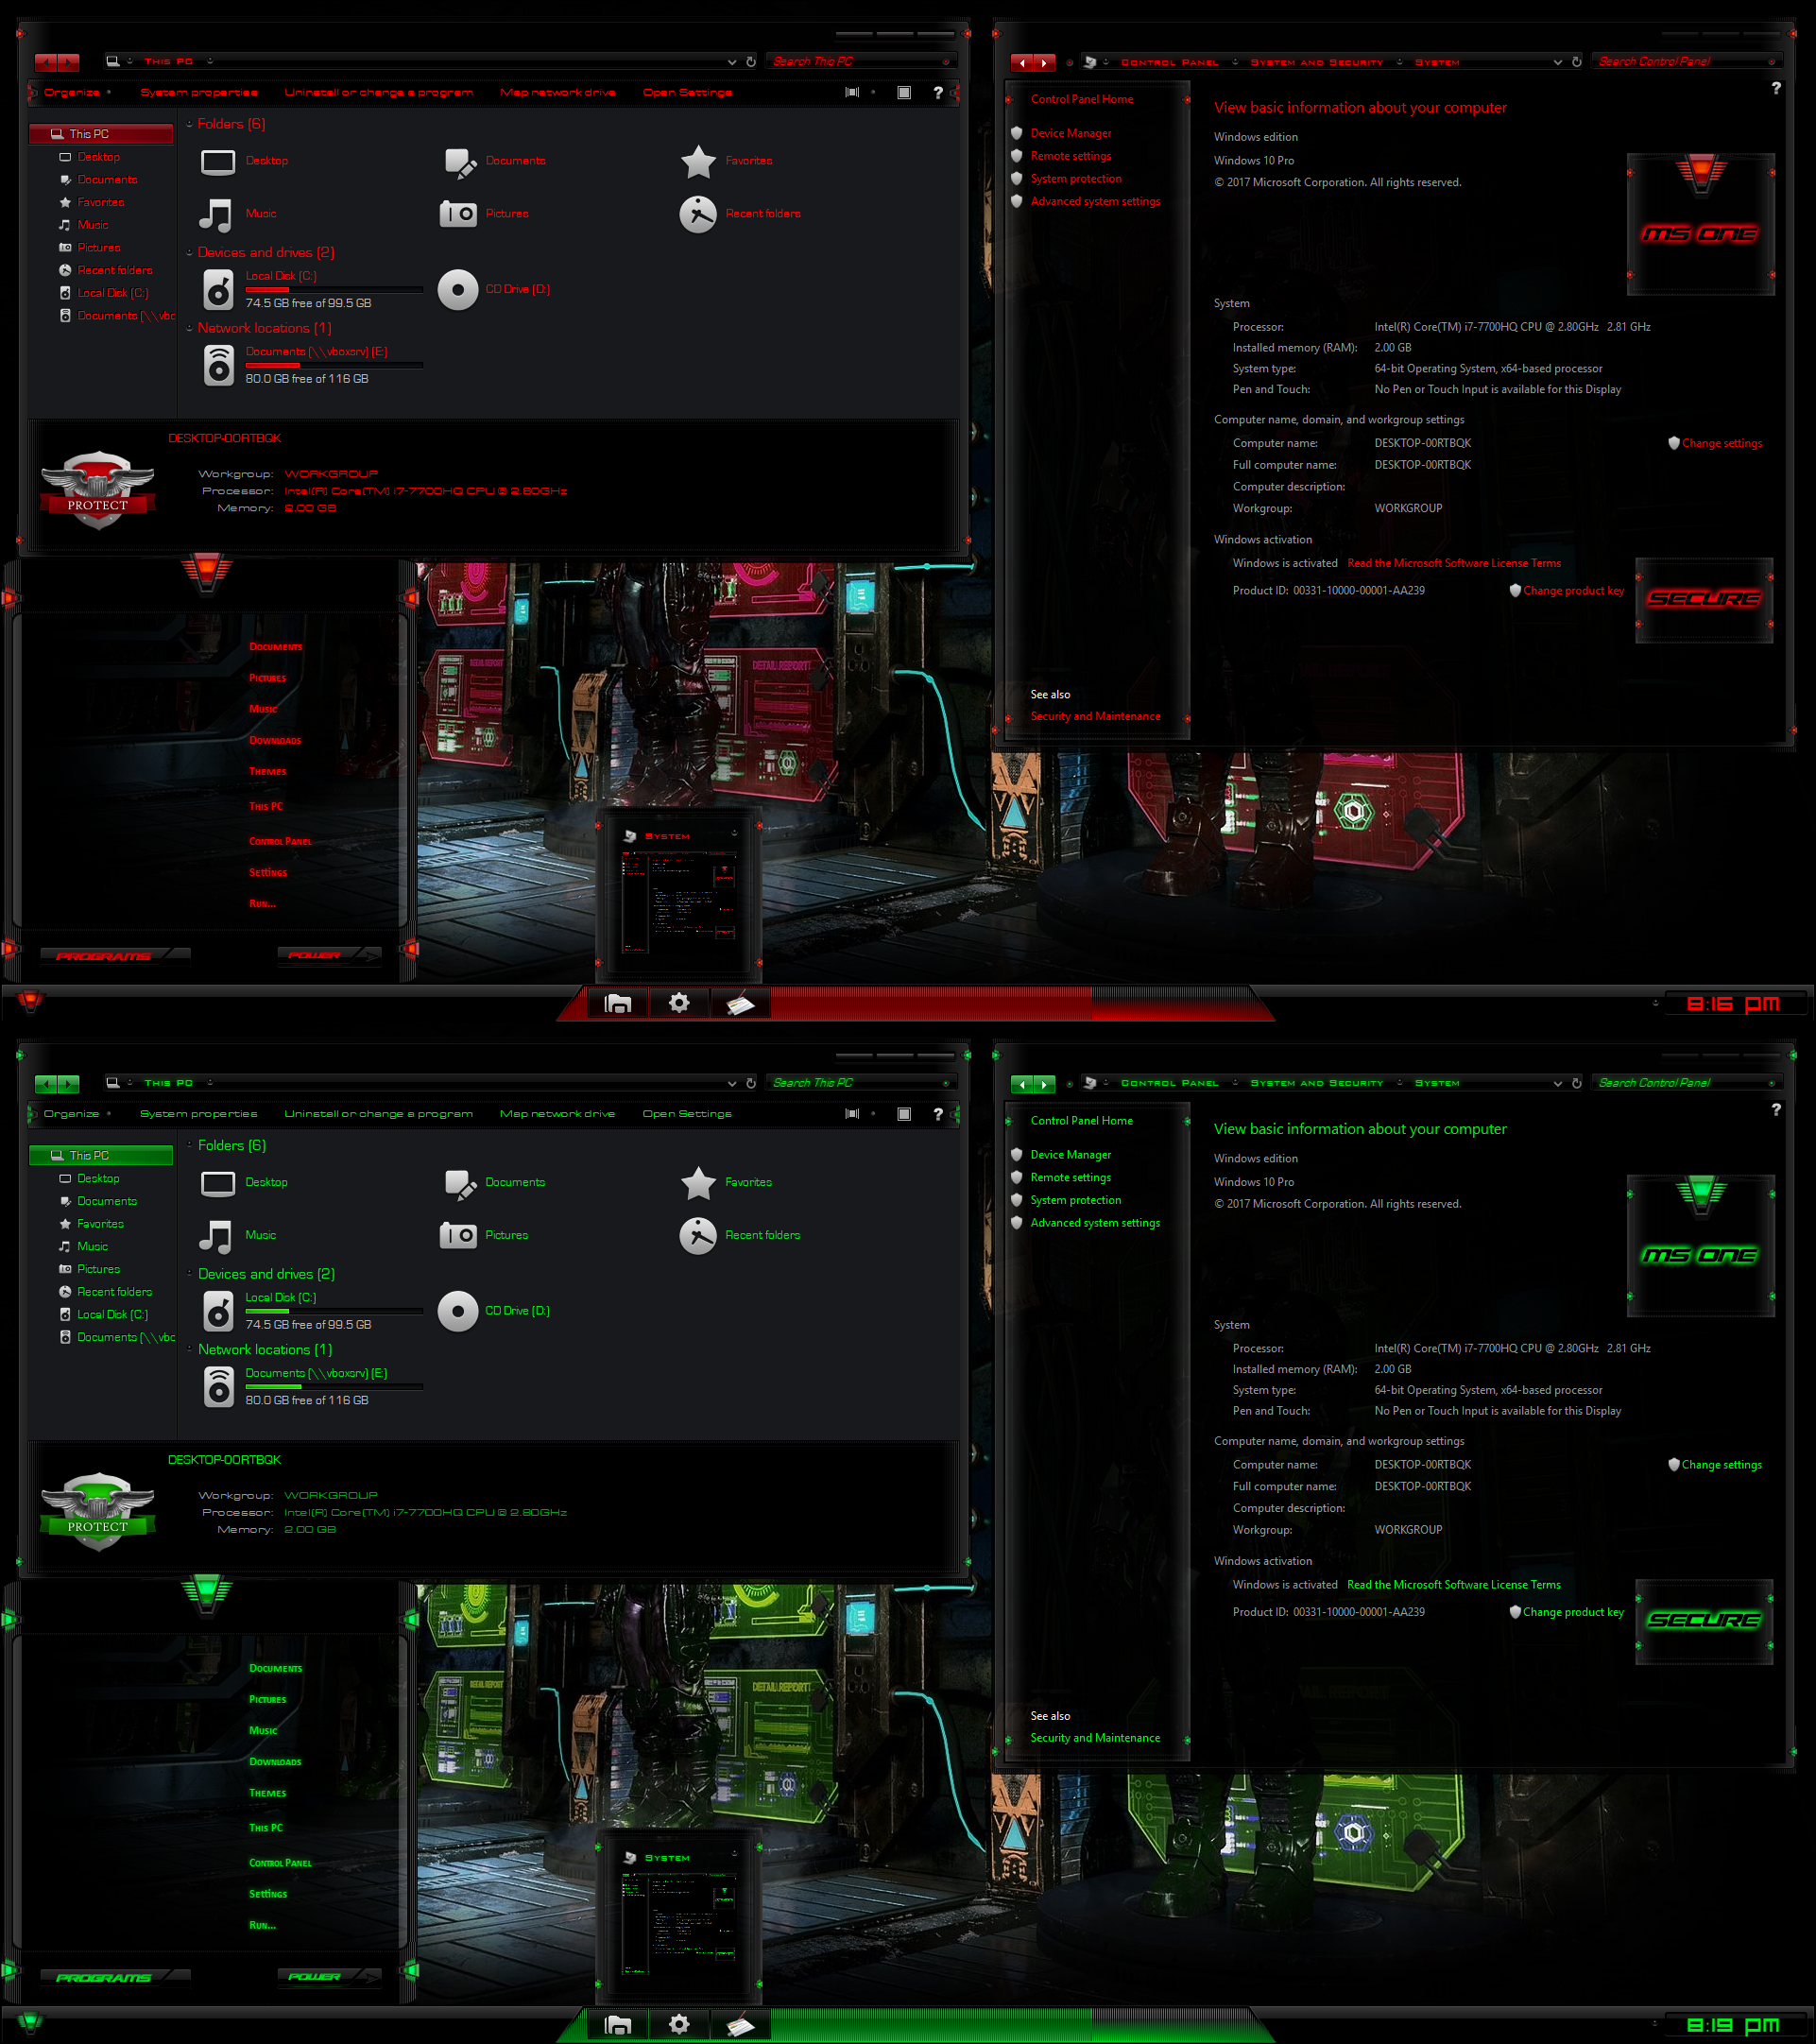 This PC
Search This PC
Organize
System properties
Uninstall or change a program
Map network drive
Open Settings
?
This PC
Desktop
Documents
Favorites
Music
Pictures
Recent folders
Local Disk (C:)
Documents (\\vbo
Folders (6)
Desktop
Documents
Favorites
Music
Pictures
Recent folders
Devices and drives (2)
Local Disk (C:)
74.5 GB free of 99.5 GB
CD Drive (D:)
Network locations (1)
Documents (\\vboxsrv) (E:)
80.0 GB free of 116 GB
DESKTOP-00RTBQK
PROTECT
Workgroup: WORKGROUP
Processor: Intel(R) Core(TM) i7-7700HQ CPU @ 2.80GHz
Memory: 2.00 GB
Control Panel
System and Security
System
Search Control Panel
?
Control Panel Home
Device Manager
Remote settings
System protection
Advanced system settings
See also
Security and Maintenance
View basic information about your computer
Windows edition
Windows 10 Pro
© 2017 Microsoft Corporation. All rights reserved.
MS ONE
System
Processor: Intel(R) Core(TM) i7-7700HQ CPU @ 2.80GHz 2.81 GHz
Installed memory (RAM): 2.00 GB
System type: 64-bit Operating System, x64-based processor
Pen and Touch: No Pen or Touch Input is available for this Display
Computer name, domain, and workgroup settings
Computer name: DESKTOP-00RTBQK
Change settings
Full computer name: DESKTOP-00RTBQK
Computer description:
Workgroup: WORKGROUP
Windows activation
Windows is activated Read the Microsoft Software License Terms
Product ID: 00331-10000-00001-AA239
Change product key
SECURE
Documents
Pictures
Music
Downloads
Themes
This PC
Control Panel
Settings
Run...
PROGRAMS
POWER
DETAIL REPORT
System
8:16 pm
This PC
Search This PC
Organize
System properties
Uninstall or change a program
Map network drive
Open Settings
?
This PC
Desktop
Documents
Favorites
Music
Pictures
Recent folders
Local Disk (C:)
Documents (\\vbo
Folders (6)
Desktop
Documents
Favorites
Music
Pictures
Recent folders
Devices and drives (2)
Local Disk (C:)
74.5 GB free of 99.5 GB
CD Drive (D:)
Network locations (1)
Documents (\\vboxsrv) (E:)
80.0 GB free of 116 GB
DESKTOP-00RTBQK
PROTECT
Workgroup: WORKGROUP
Processor: Intel(R) Core(TM) i7-7700HQ CPU @ 2.80GHz
Memory: 2.00 GB
Control Panel
System and Security
System
Search Control Panel
?
Control Panel Home
Device Manager
Remote settings
System protection
Advanced system settings
See also
Security and Maintenance
View basic information about your computer
Windows edition
Windows 10 Pro
© 2017 Microsoft Corporation. All rights reserved.
MS ONE
System
Processor: Intel(R) Core(TM) i7-7700HQ CPU @ 2.80GHz 2.81 GHz
Installed memory (RAM): 2.00 GB
System type: 64-bit Operating System, x64-based processor
Pen and Touch: No Pen or Touch Input is available for this Display
Computer name, domain, and workgroup settings
Computer name: DESKTOP-00RTBQK
Change settings
Full computer name: DESKTOP-00RTBQK
Computer description:
Workgroup: WORKGROUP
Windows activation
Windows is activated Read the Microsoft Software License Terms
Product ID: 00331-10000-00001-AA239
Change product key
SECURE
Documents
Pictures
Music
Downloads
Themes
This PC
Control Panel
Settings
Run...
PROGRAMS
POWER
DETAIL REPORT
System
8:19 pm